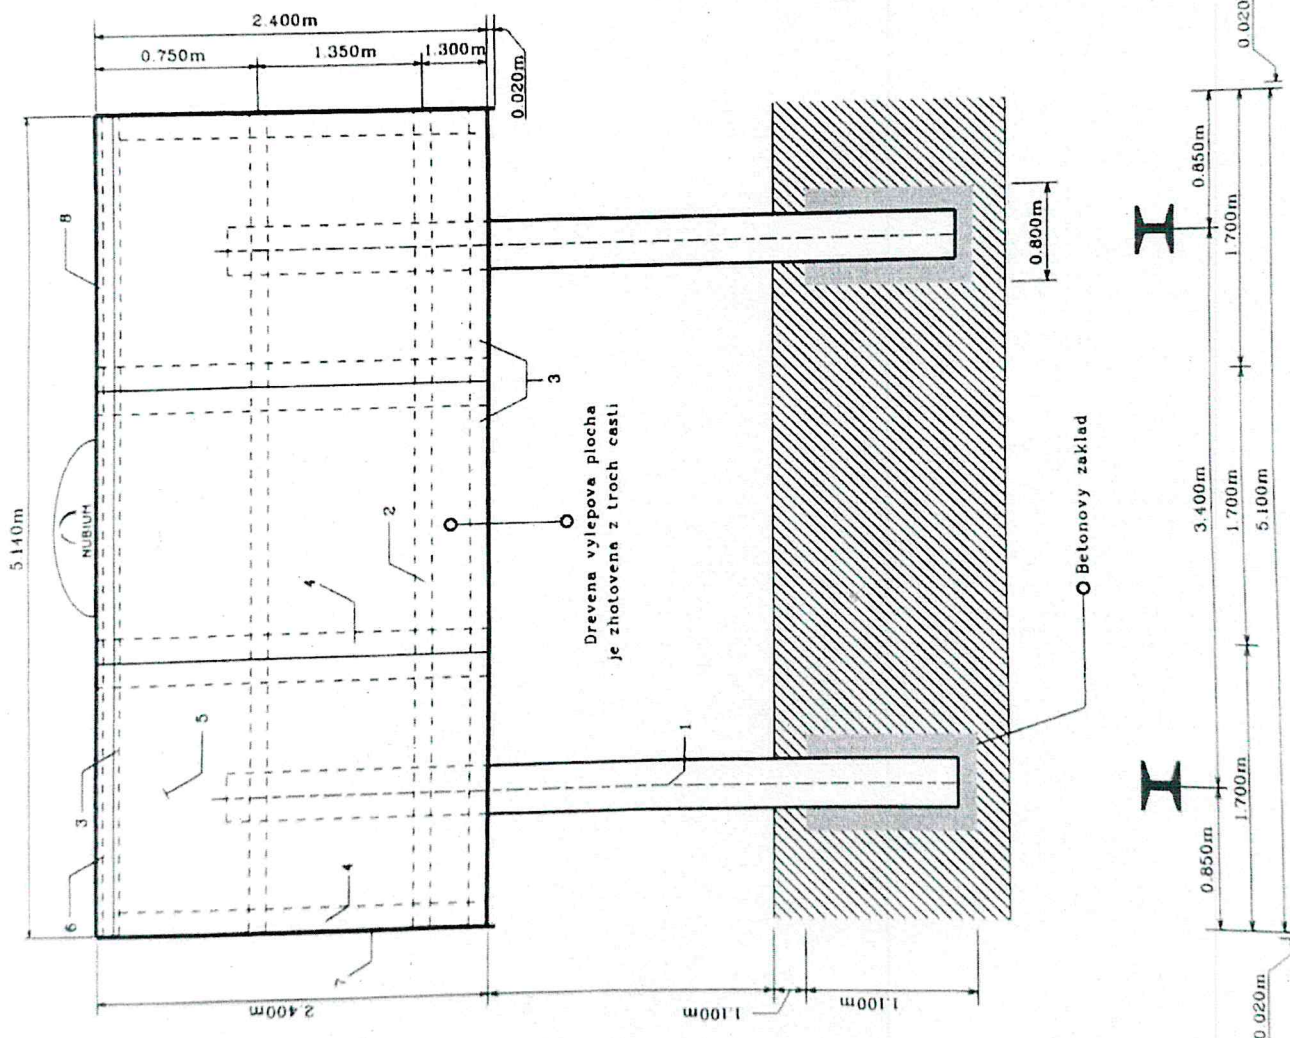 5.140m
2.400m
0.750m
1.350m
1.300m
0.020m
8
NUBIUM
3
6
5
4
2
4
7
3
1
Drevena vylepova plocha
je zhotovena z troch casti
0.800m
Betonovy zaklad
2.400m
1.100m
1.100m
0.850m
1.700m
3.400m
1.700m
5.100m
0.850m
1.700m
0.020m
0.020m